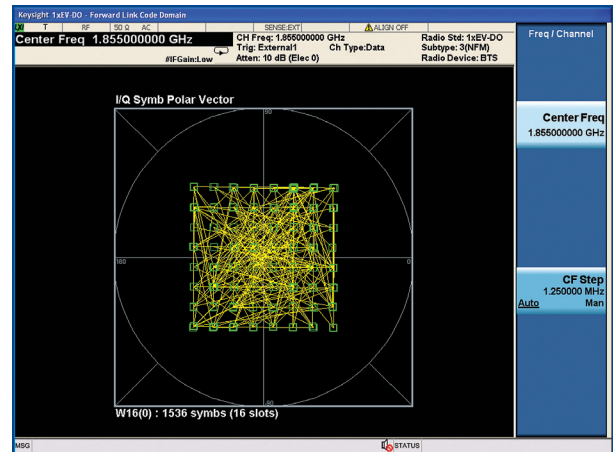 Keysight 1xEV-DO - Forward Link Code Domain
LXI T RF 50 Ω AC SENSE:EXT ALIGN OFF
Center Freq 1.855000000 GHz
CH Freq: 1.855000000 GHz Radio Std: 1xEV-DO
Trig: External1 Ch Type:Data Subtype: 3(NFM)
#IFGain:Low Atten: 10 dB (Elec 0) Radio Device: BTS
Freq / Channel
Center Freq
1.855000000 GHz
CF Step
1.250000 MHz
Auto Man
I/Q Symb Polar Vector
90
180 0
-90
W16(0) : 1536 symbs (16 slots)
MSG STATUS